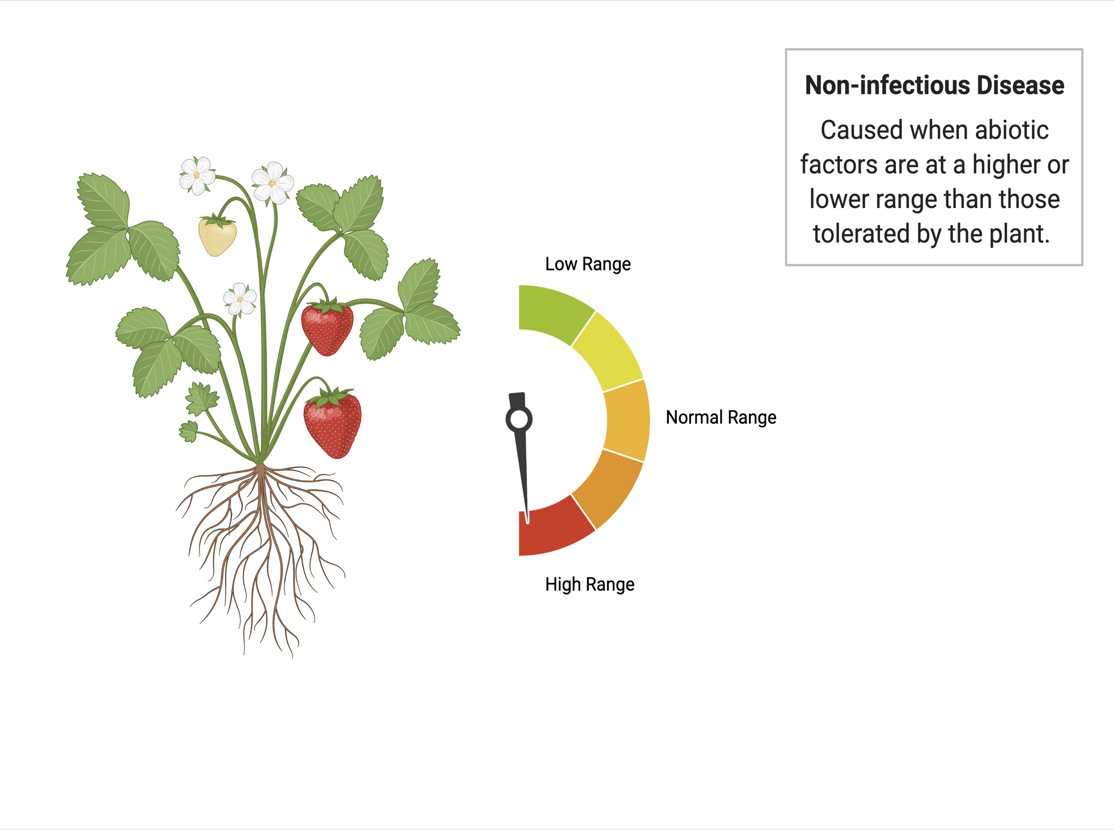 Non-infectious Disease
Caused when abiotic
factors are at a higher or
lower range than those
tolerated by the plant.
Low Range
Normal Range
High Range